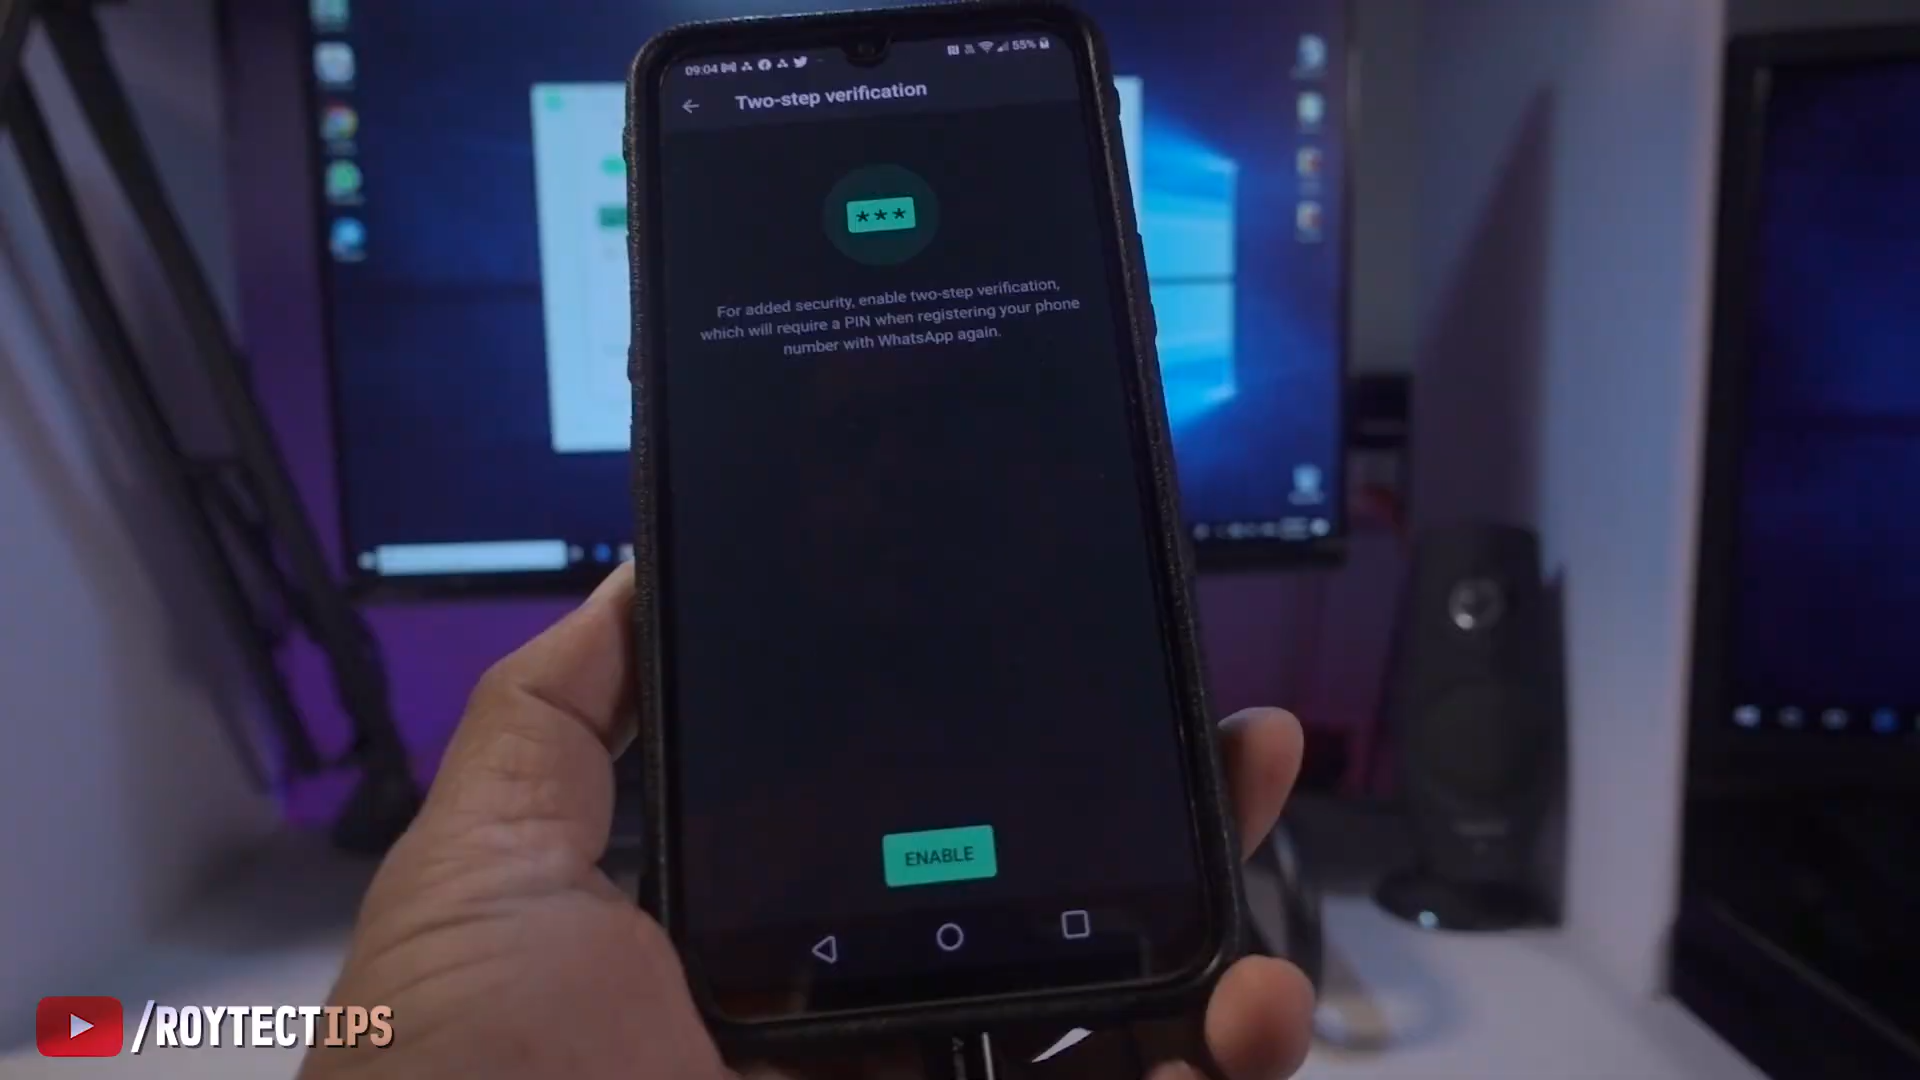 09:04
55%
Two-step verification
***
For added security, enable two-step verification,
which will require a PIN when registering your phone
number with WhatsApp again.
ENABLE
/ROYTECTIPS